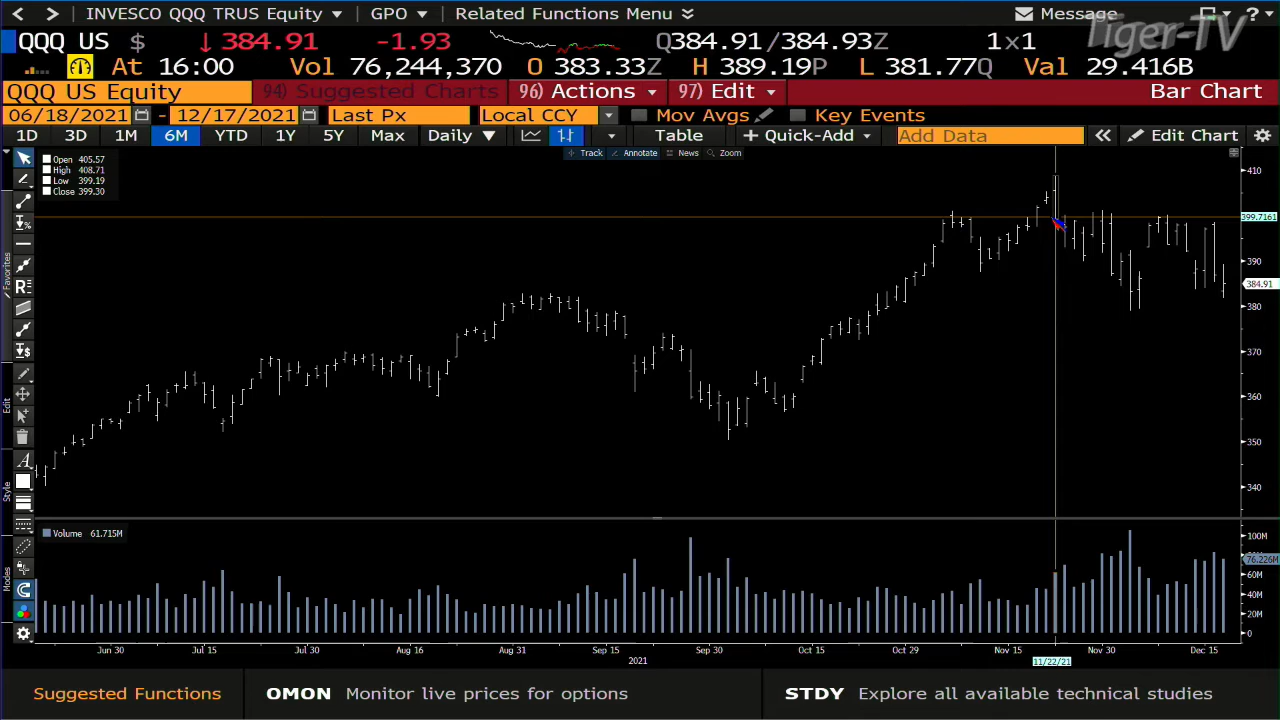 INVESCO QQQ TRUS Equity GPO Related Functions Menu Message ?
Tiger-TV
QQQ US $ ↓ 384.91 -1.93 Q384.91/384.93Z 1×1
At 16:00 Vol 76,244,370 O 383.33Z H 389.19P L 381.77Q Val 29.416B
QQQ US Equity 94) Suggested Charts 96) Actions 97) Edit Bar Chart
06/18/2021 - 12/17/2021 Last Px Local CCY Mov Avgs Key Events
1D 3D 1M 6M YTD 1Y 5Y Max Daily ▼ Table + Quick-Add Add Data « Edit Chart
Track Annotate News Zoom
Open 405.57
High 408.71
Low 399.19
Close 399.30
410
399.7161
390
384.91
380
370
360
350
340
Favorites
Edit
Style
Modes
Volume 61.715M
100M
76.226M
60M
40M
20M
0
Jun 30 Jul 15 Jul 30 Aug 16 Aug 31 Sep 15 Sep 30 Oct 15 Oct 29 Nov 15 Nov 30 Dec 15
2021 11/22/21
Suggested Functions OMON Monitor live prices for options STDY Explore all available technical studies